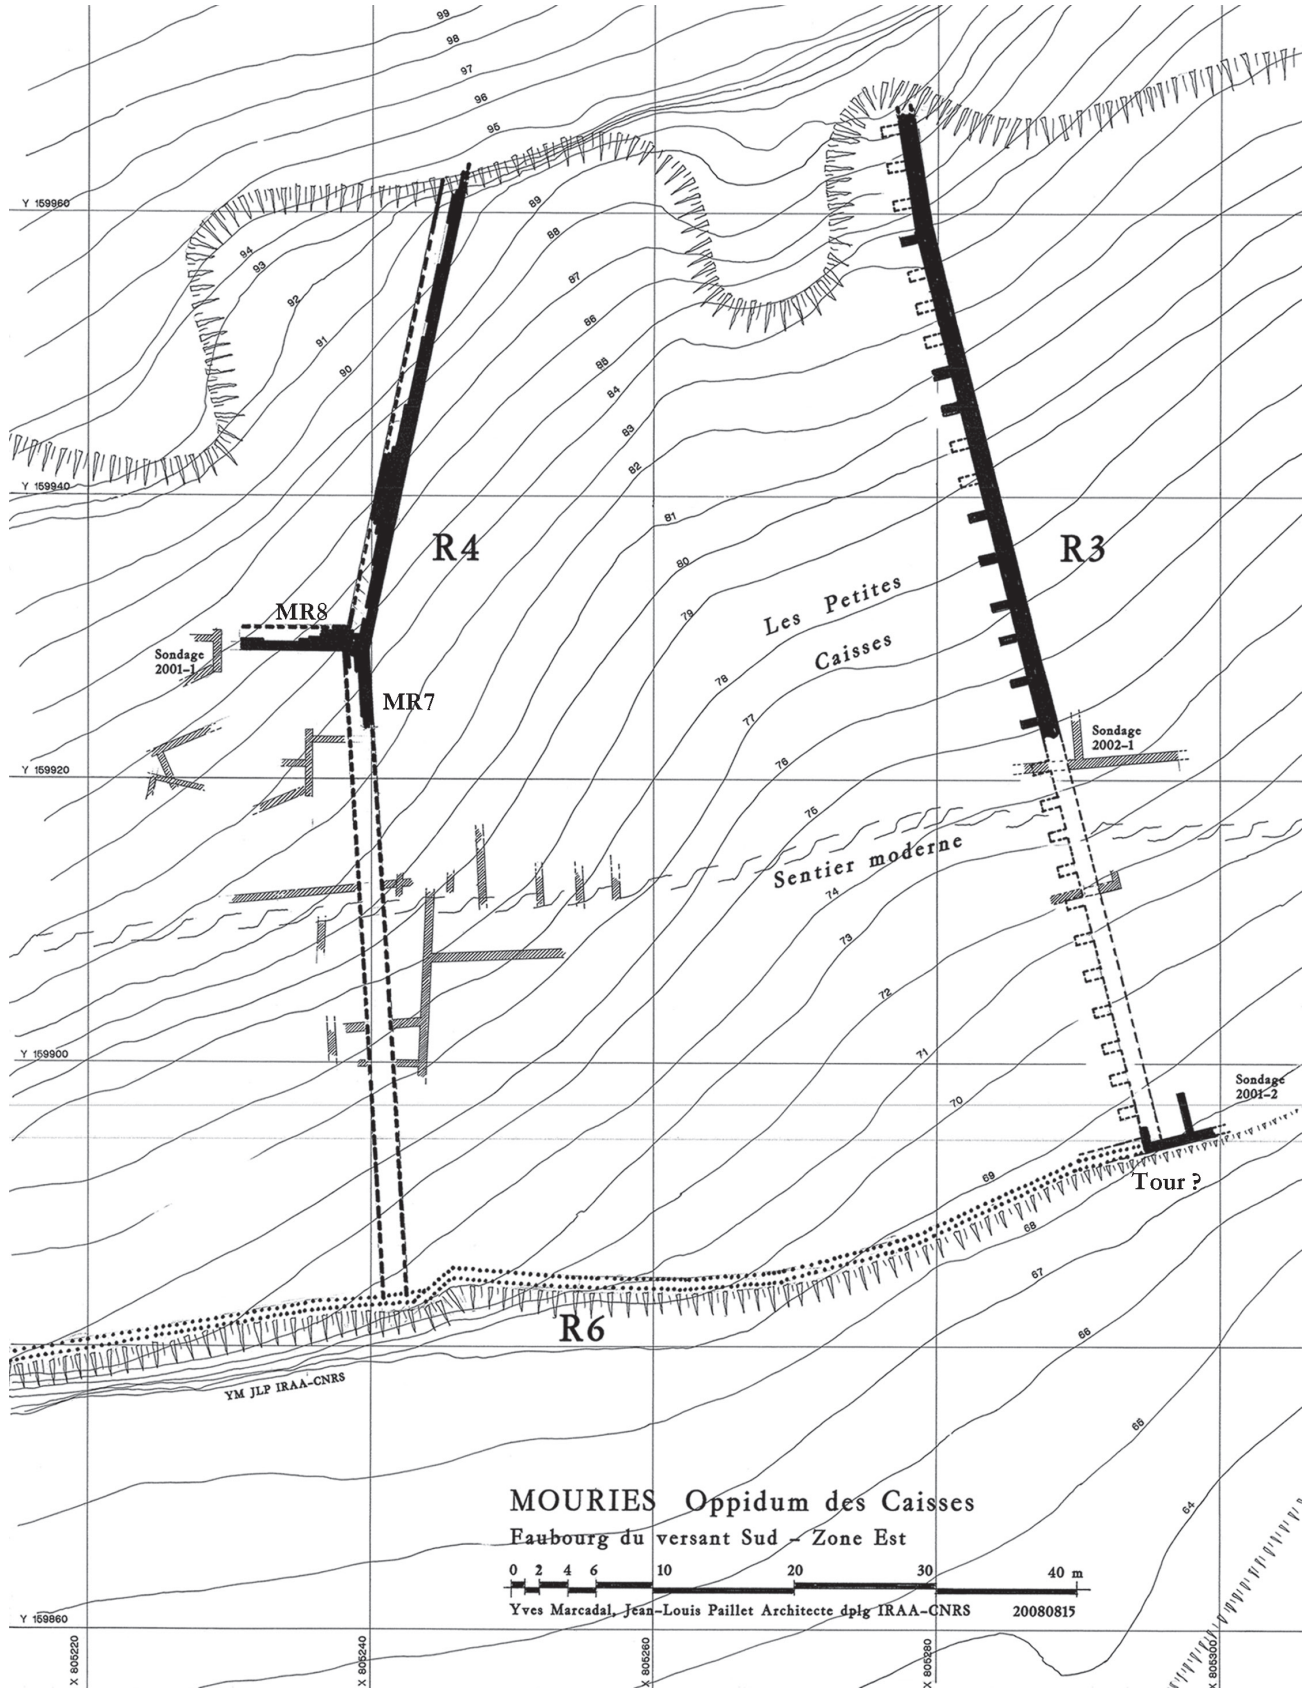 99
98
97
96
95
Y 159960
89
88
94
93
87
92
86
91
85
90
84
83
82
Y 159940
81
R4
R3
80
Les Petites
79
MR8
Caisses
Sondage
2001-1
78
MR7
77
Sondage
2002-1
76
Y 159920
75
Sentier moderne
74
73
72
Y 159900
71
70
Sondage
2001-2
69
Tour ?
68
67
R6
66
YM JLP IRAA-CNRS
65
64
MOURIES Oppidum des Caisses
Faubourg du versant Sud – Zone Est
0 2 4 6 10 20 30 40 m
Yves Marcadal, Jean-Louis Paillet Architecte dplg IRAA-CNRS 20080815
Y 159860
X 805220
X 805240
X 805260
X 805280
X 805300